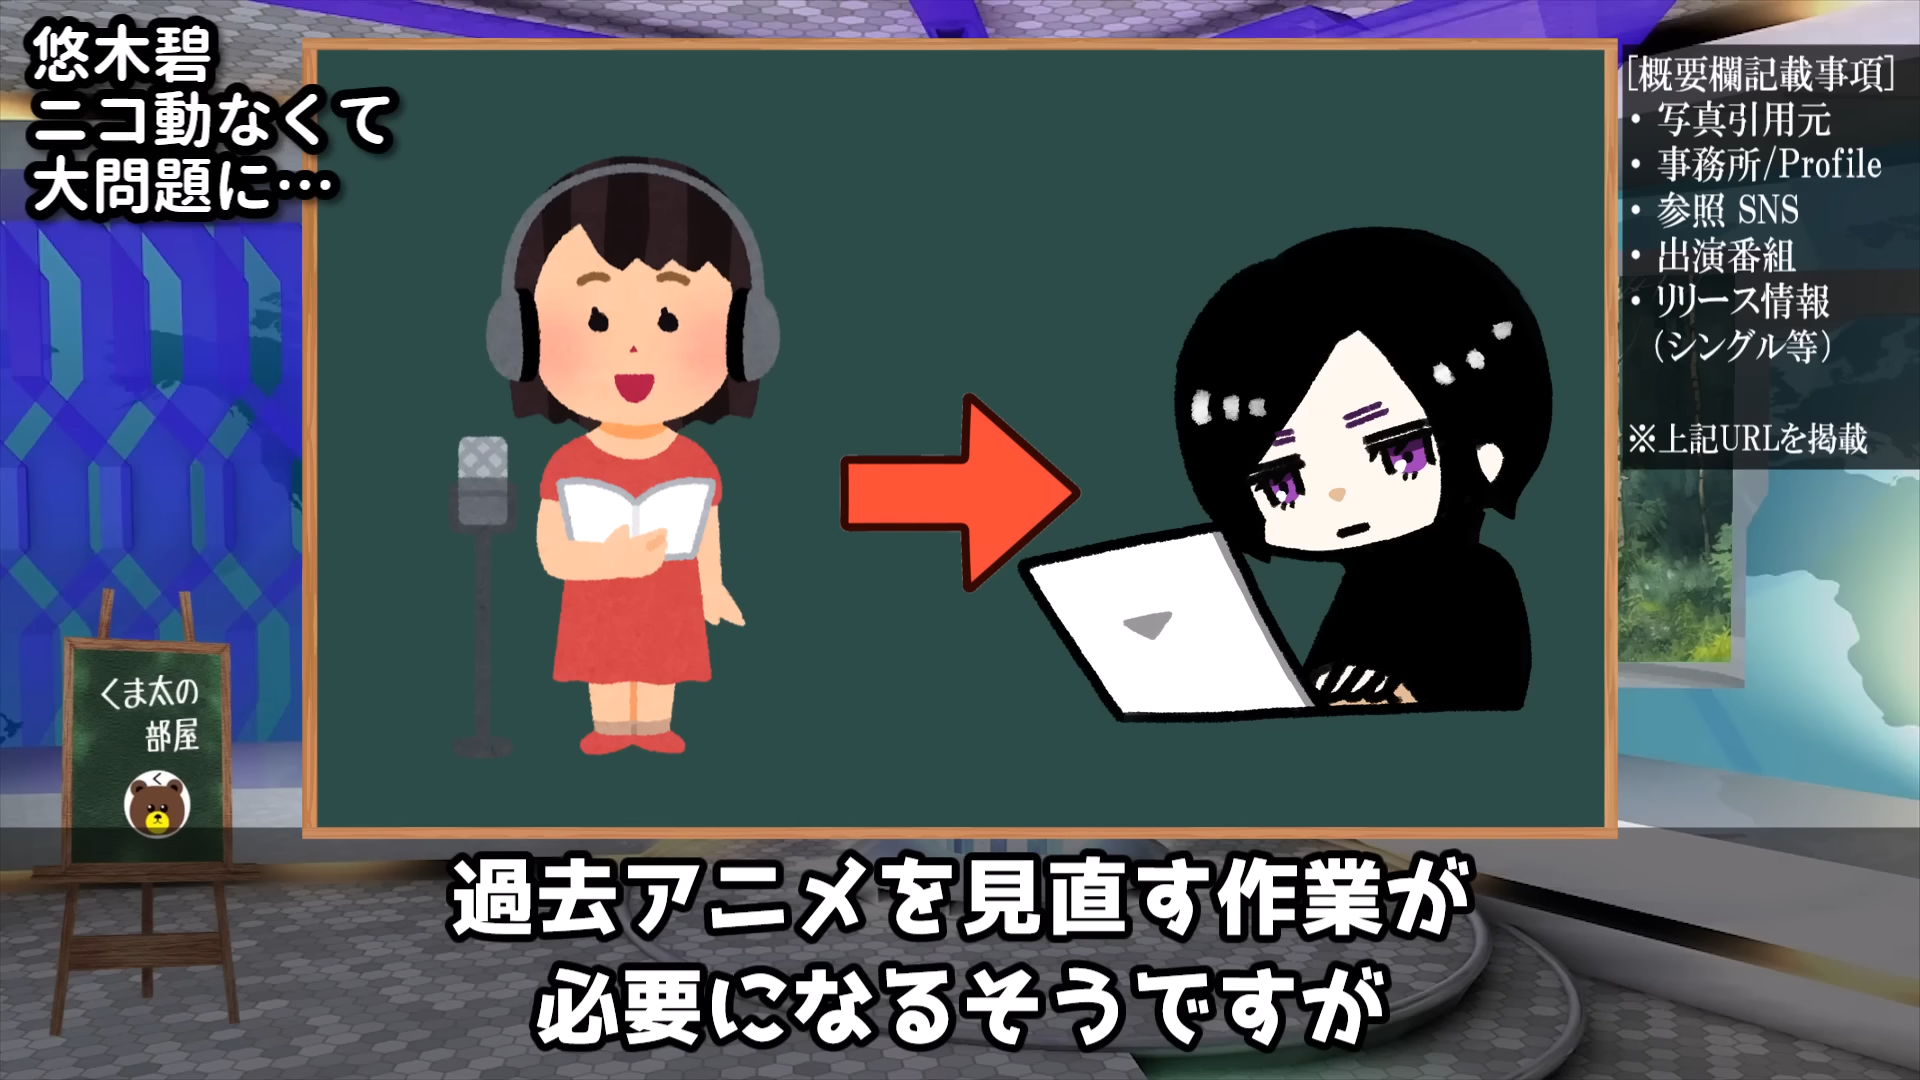 悠木碧
ニコ動なくて
大問題に…
[概要欄記載事項]
・写真引用元
・事務所/Profile
・参照 SNS
・出演番組
・リリース情報
（シングル等）
※上記URLを掲載
くま太の
部屋
く
過去アニメを見直す作業が
必要になるそうですが